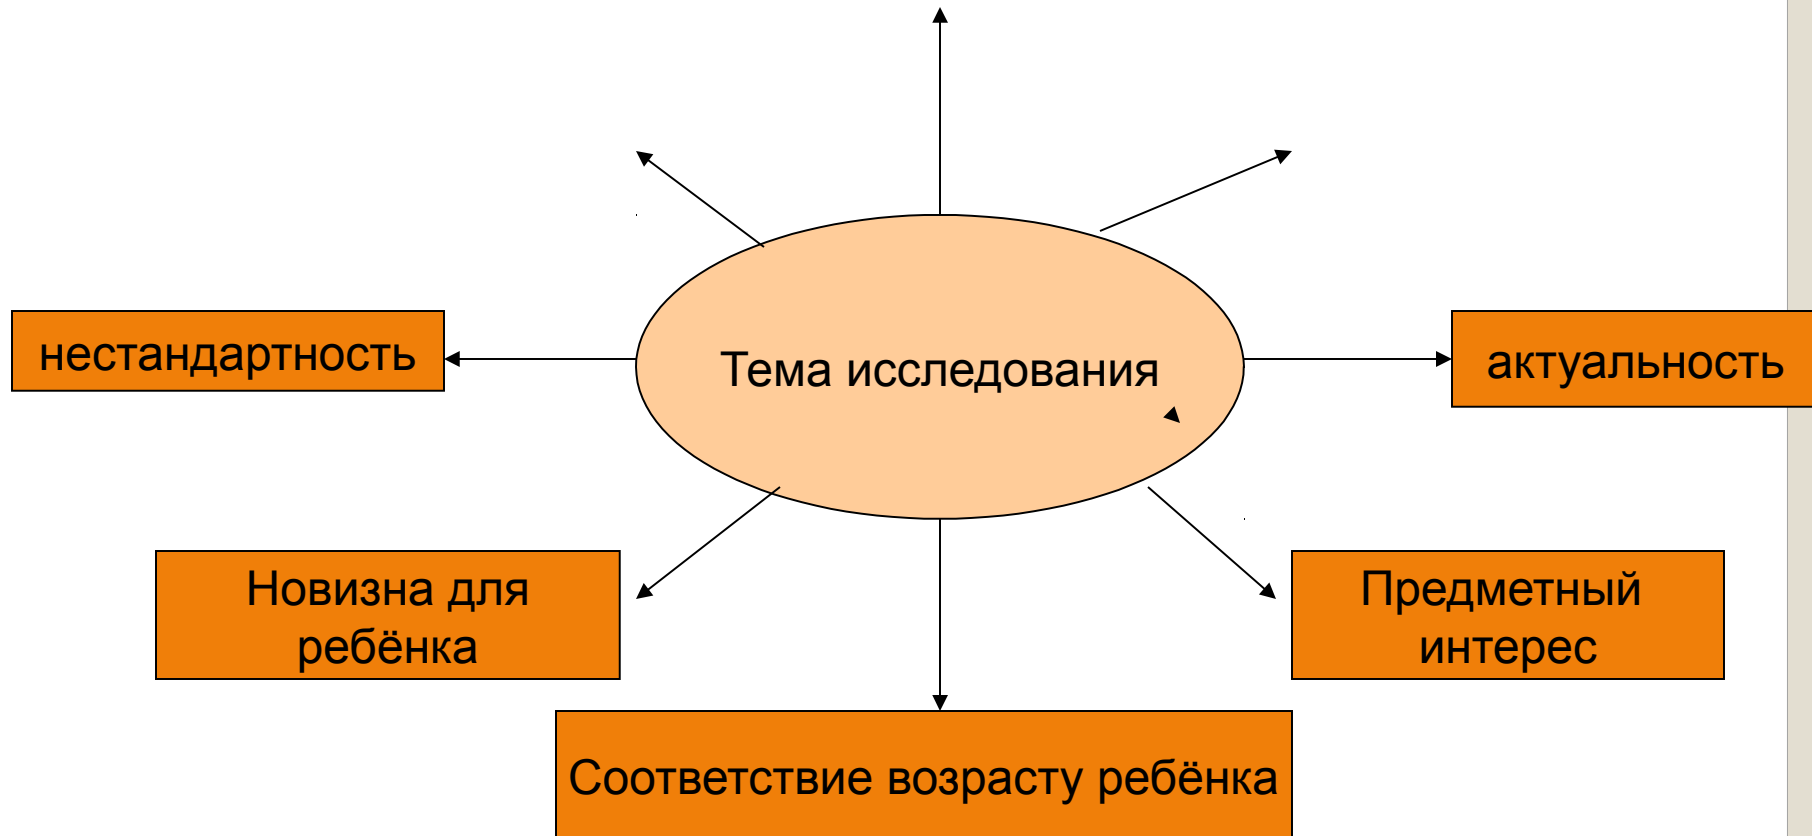 нестандартность
Тема исследования
актуальность
Новизна для
ребёнка
Предметный
интерес
Соответствие возрасту ребёнка